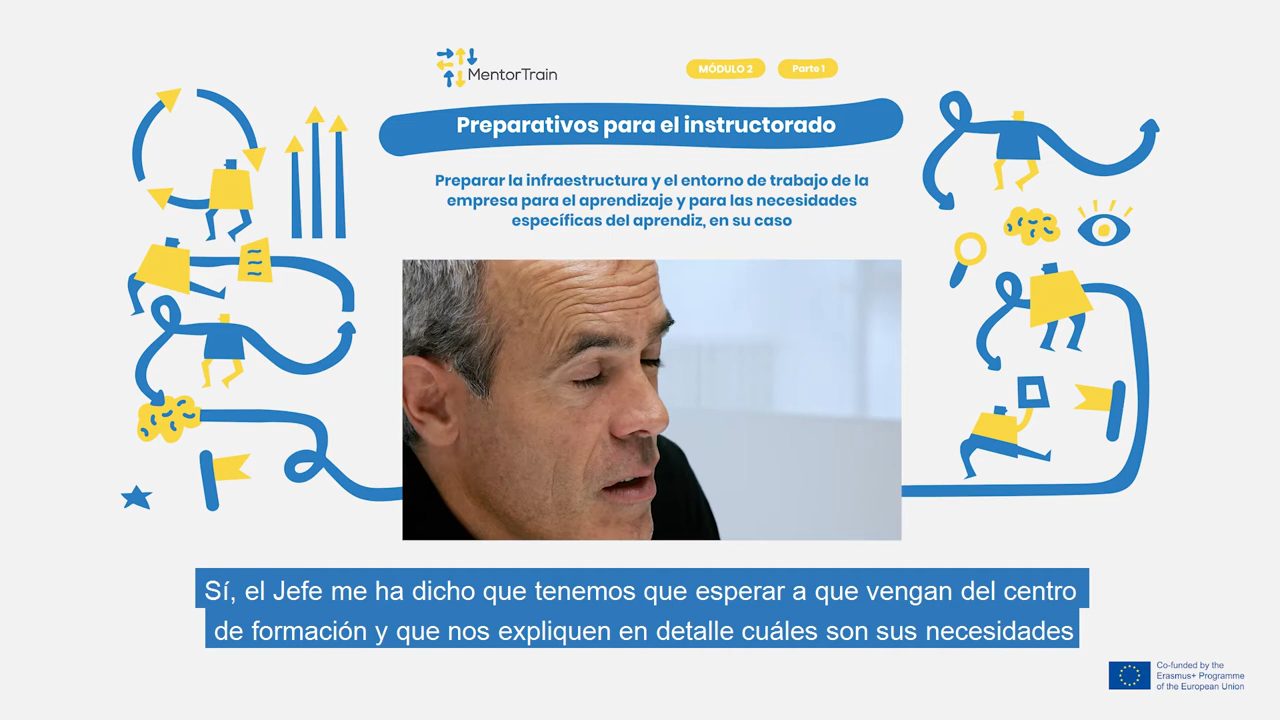 MentorTrain
MÓDULO 2
Parte 1
Preparativos para el instructorado
Preparar la infraestructura y el entorno de trabajo de la
empresa para el aprendizaje y para las necesidades
específicas del aprendiz, en su caso
Sí, el Jefe me ha dicho que tenemos que esperar a que vengan del centro
de formación y que nos expliquen en detalle cuáles son sus necesidades
Co-funded by the
Erasmus+ Programme
of the European Union